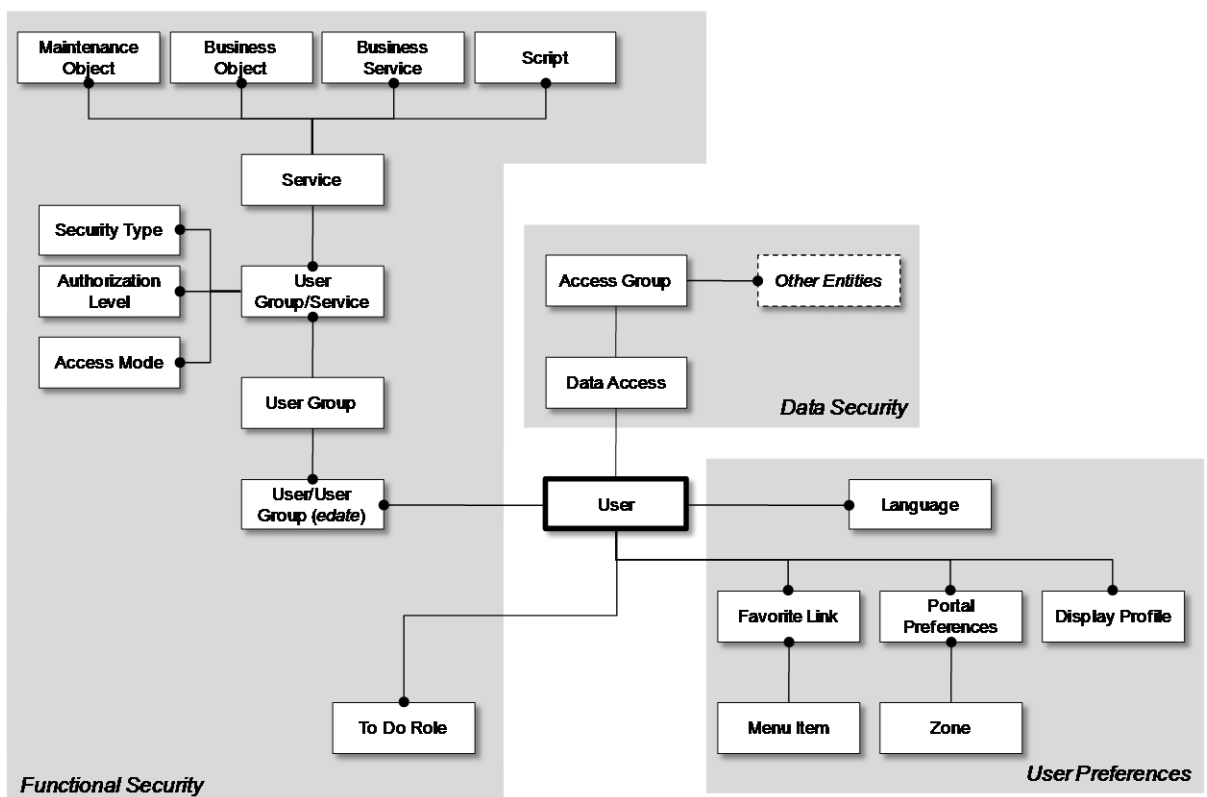 Maintenance
Object
Business
Object
Business
Service
Script
Service
Security Type
Authorization
Level
Access Mode
User
Group/Service
User Group
User/User
Group (edate)
To Do Role
Functional Security
Access Group
Other Entities
Data Access
Data Security
User
Language
Favorite Link
Portal
Preferences
Display Profile
Menu Item
Zone
User Preferences